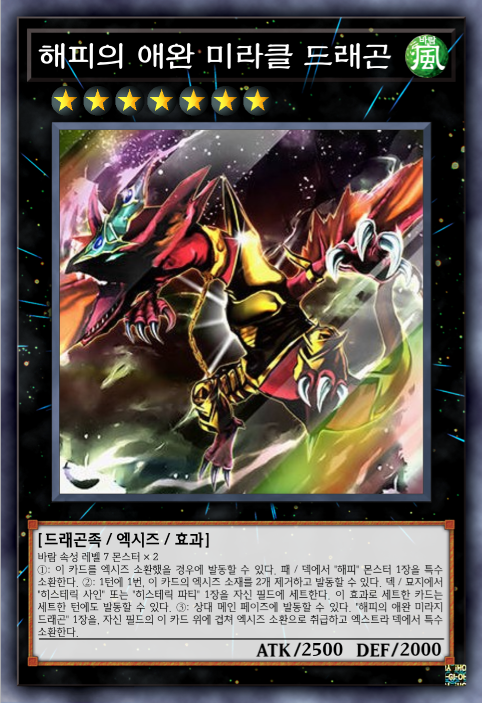 해피의 애완 미라클 드래곤
바람
風
[드래곤족 / 엑시즈 / 효과]
바람 속성 레벨 7 몬스터 × 2
①: 이 카드를 엑시즈 소환했을 경우에 발동할 수 있다. 패 / 덱에서 "해피" 몬스터 1장을 특수
소환한다. ②: 1턴에 1번, 이 카드의 엑시즈 소재를 2개 제거하고 발동할 수 있다. 덱 / 묘지에서
"히스테릭 사인" 또는 "히스테릭 파티" 1장을 자신 필드에 세트한다. 이 효과로 세트한 카드는
세트한 턴에도 발동할 수 있다. ③: 상대 메인 페이즈에 발동할 수 있다. "해피의 애완 미라지
드래곤" 1장을, 자신 필드의 이 카드 위에 겹쳐 엑시즈 소환으로 취급하고 엑스트라 덱에서 특수
소환한다.
ATK/2500 DEF/2000